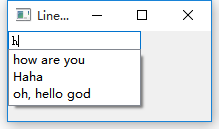 Line...
h
how are you
Haha
oh, hello god